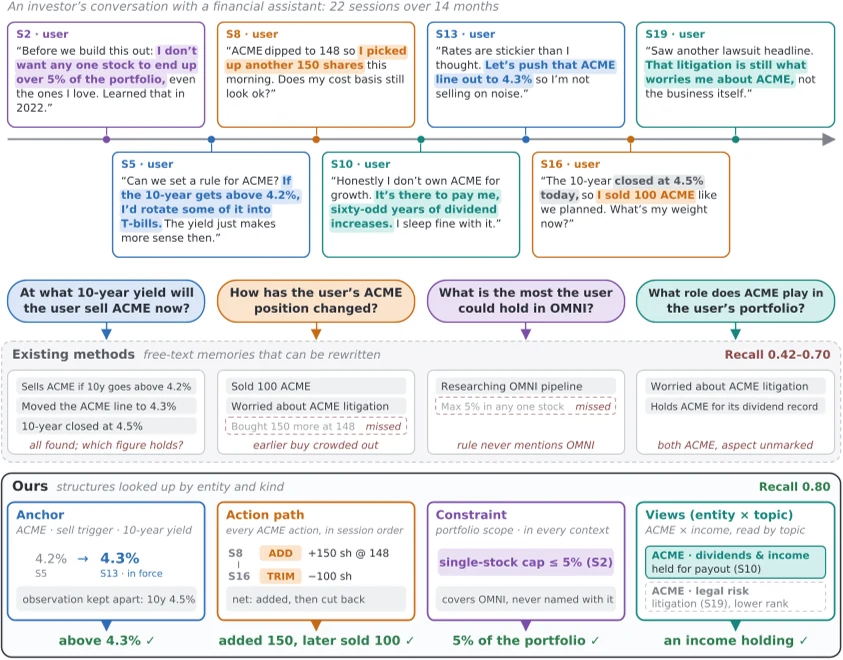 An investor's conversation with a financial assistant: 22 sessions over 14 months
S2 · user
“Before we build this out: I don’t
want any one stock to end up
over 5% of the portfolio, even
the ones I love. Learned that in
2022.”
S8 · user
“ACME dipped to 148 so I picked
up another 150 shares this
morning. Does my cost basis still
look ok?”
S13 · user
“Rates are stickier than I
thought. Let’s push that ACME
line out to 4.3% so I’m not
selling on noise.”
S19 · user
“Saw another lawsuit headline.
That litigation is still what
worries me about ACME, not
the business itself.”
S5 · user
“Can we set a rule for ACME? If
the 10-year gets above 4.2%,
I’d rotate some of it into
T-bills. The yield just makes
more sense then.”
S10 · user
“Honestly I don’t own ACME for
growth. It’s there to pay me,
sixty-odd years of dividend
increases. I sleep fine with it.”
S16 · user
“The 10-year closed at 4.5%
today, so I sold 100 ACME like
we planned. What’s my weight
now?”
At what 10-year yield will
the user sell ACME now?
How has the user’s ACME
position changed?
What is the most the user
could hold in OMNI?
What role does ACME play in
the user’s portfolio?
Existing methods free-text memories that can be rewritten
Recall 0.42–0.70
Sells ACME if 10y goes above 4.2%
Moved the ACME line to 4.3%
10-year closed at 4.5%
all found; which figure holds?
Sold 100 ACME
Worried about ACME litigation
Bought 150 more at 148 missed
earlier buy crowded out
Researching OMNI pipeline
Max 5% in any one stock missed
rule never mentions OMNI
Worried about ACME litigation
Holds ACME for its dividend record
both ACME, aspect unmarked
Ours structures looked up by entity and kind
Recall 0.80
Anchor
ACME · sell trigger · 10-year yield
4.2% → 4.3%
S5 S13 · in force
observation kept apart: 10y 4.5%
above 4.3% ✓
Action path
every ACME action, in session order
S8 ADD +150 sh @ 148
S16 TRIM −100 sh
net: added, then cut back
added 150, later sold 100 ✓
Constraint
portfolio scope · in every context
single-stock cap ≤ 5% (S2)
covers OMNI, never named with it
5% of the portfolio ✓
Views (entity × topic)
ACME × income, read by topic
ACME · dividends & income
held for payout (S10)
ACME · legal risk
litigation (S19), lower rank
an income holding ✓